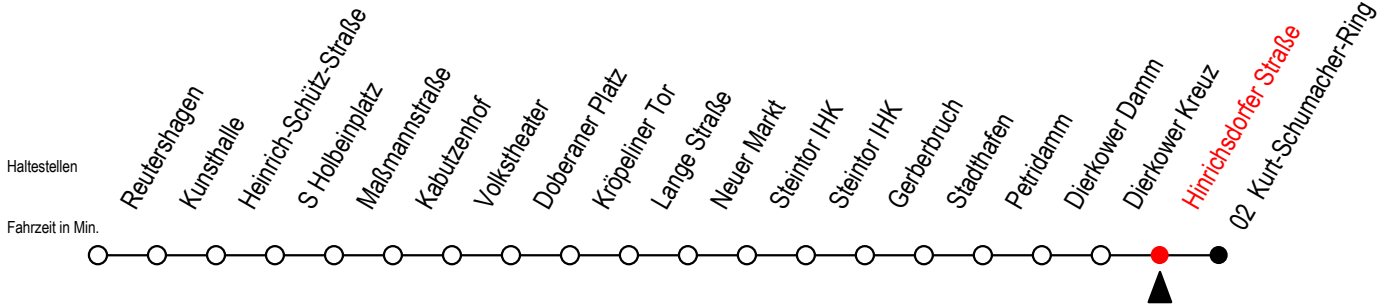 Haltestellen
Fahrzeit in Min.
Reutershagen
Kunsthalle
Heinrich-Schütz-Straße
S Holbeinplatz
Maßmannstraße
Kabutzenhof
Volkstheater
Doberaner Platz
Kröpeliner Tor
Lange Straße
Neuer Markt
Steintor IHK
Steintor IHK
Gerberbruch
Stadthafen
Petridamm
Dierkower Damm
Dierkower Kreuz
Hinrichsdorfer Straße
02 Kurt-Schumacher-Ring